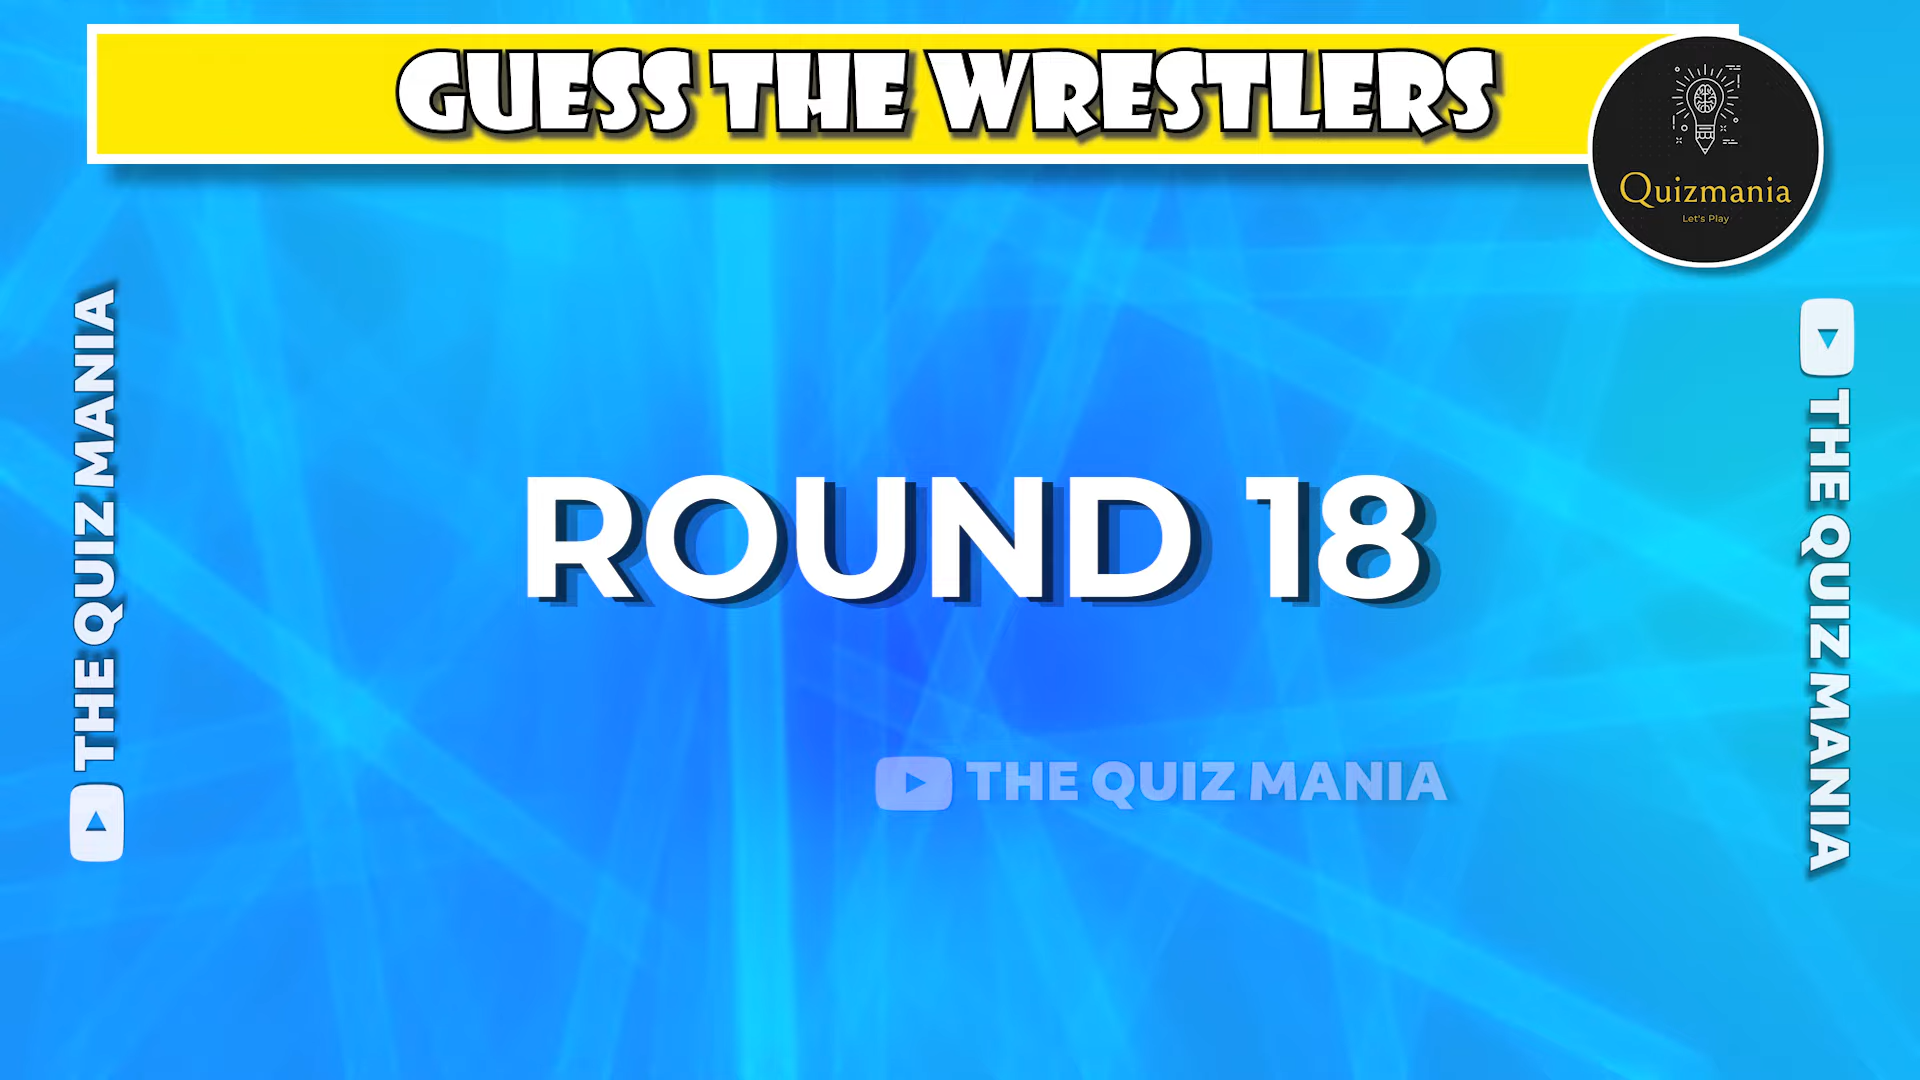 GUESS THE WRESTLERS
Quizmania
Let's Play
THE QUIZ MANIA
THE QUIZ MANIA
ROUND 18
THE QUIZ MANIA